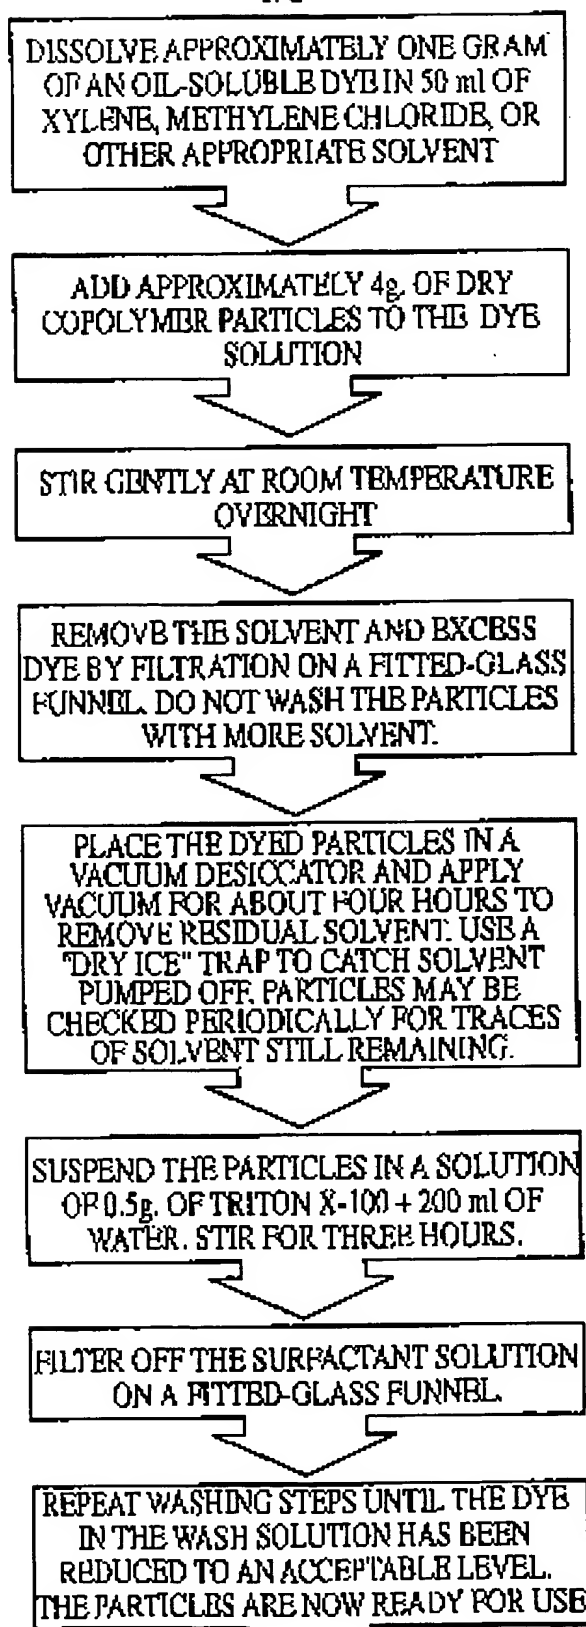 DISSOLVE APPROXIMATELY ONE GRAM
OF AN OIL-SOLUBLE DYE IN 50 ml OF
XYLENE, METHYLENE CHLORIDE, OR
OTHER APPROPRIATE SOLVENT
ADD APPROXIMATELY 4g. OF DRY
COPOLYMER PARTICLES TO THE DYE
SOLUTION
STIR GENTLY AT ROOM TEMPERATURE
OVERNIGHT
REMOVE THE SOLVENT AND EXCESS
DYE BY FILTRATION ON A FITTED-GLASS
FUNNEL. DO NOT WASH THE PARTICLES
WITH MORE SOLVENT.
PLACE THE DYED PARTICLES IN A
VACUUM DESICCATOR AND APPLY
VACUUM FOR ABOUT FOUR HOURS TO
REMOVE RESIDUAL SOLVENT. USE A
"DRY ICE" TRAP TO CATCH SOLVENT
PUMPED OFF. PARTICLES MAY BE
CHECKED PERIODICALLY FOR TRACES
OF SOLVENT STILL REMAINING.
SUSPEND THE PARTICLES IN A SOLUTION
OF 0.5g. OF TRITON X-100 + 200 ml OF
WATER. STIR FOR THREE HOURS.
FILTER OFF THE SURFACTANT SOLUTION
ON A FITTED-GLASS FUNNEL.
REPEAT WASHING STEPS UNTIL THE DYE
IN THE WASH SOLUTION HAS BEEN
REDUCED TO AN ACCEPTABLE LEVEL.
THE PARTICLES ARE NOW READY FOR USE